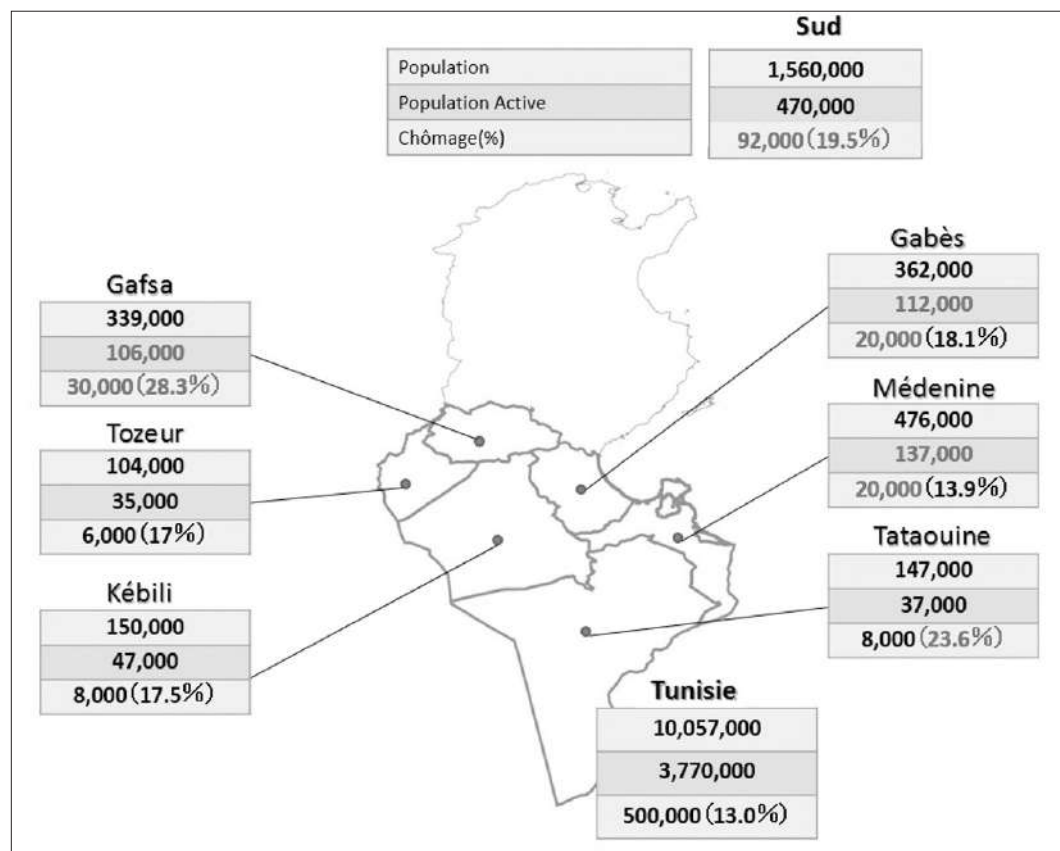 Sud
Population 1,560,000
Population Active 470,000
Chômage(%) 92,000 (19.5%)
Gabès
362,000
112,000
20,000 (18.1%)
Gafsa
339,000
106,000
30,000 (28.3%)
Médenine
476,000
137,000
20,000 (13.9%)
Tozeur
104,000
35,000
6,000 (17%)
Tataouine
147,000
37,000
8,000 (23.6%)
Kébili
150,000
47,000
8,000 (17.5%)
Tunisie
10,057,000
3,770,000
500,000 (13.0%)